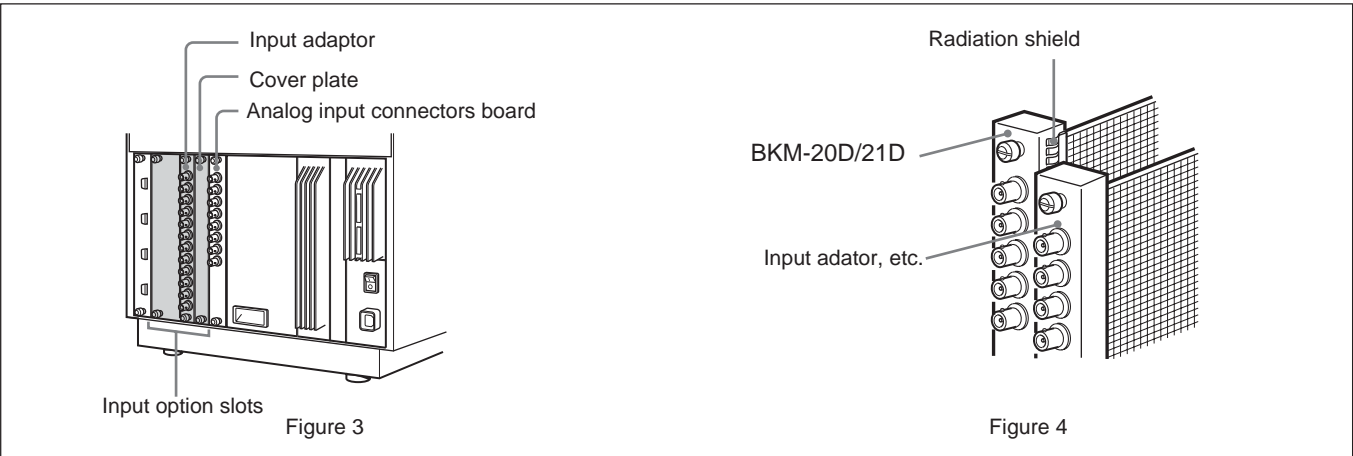 Input adaptor
Cover plate
Analog input connectors board
Input option slots
Figure 3
Radiation shield
BKM-20D/21D
Input adator, etc.
Figure 4